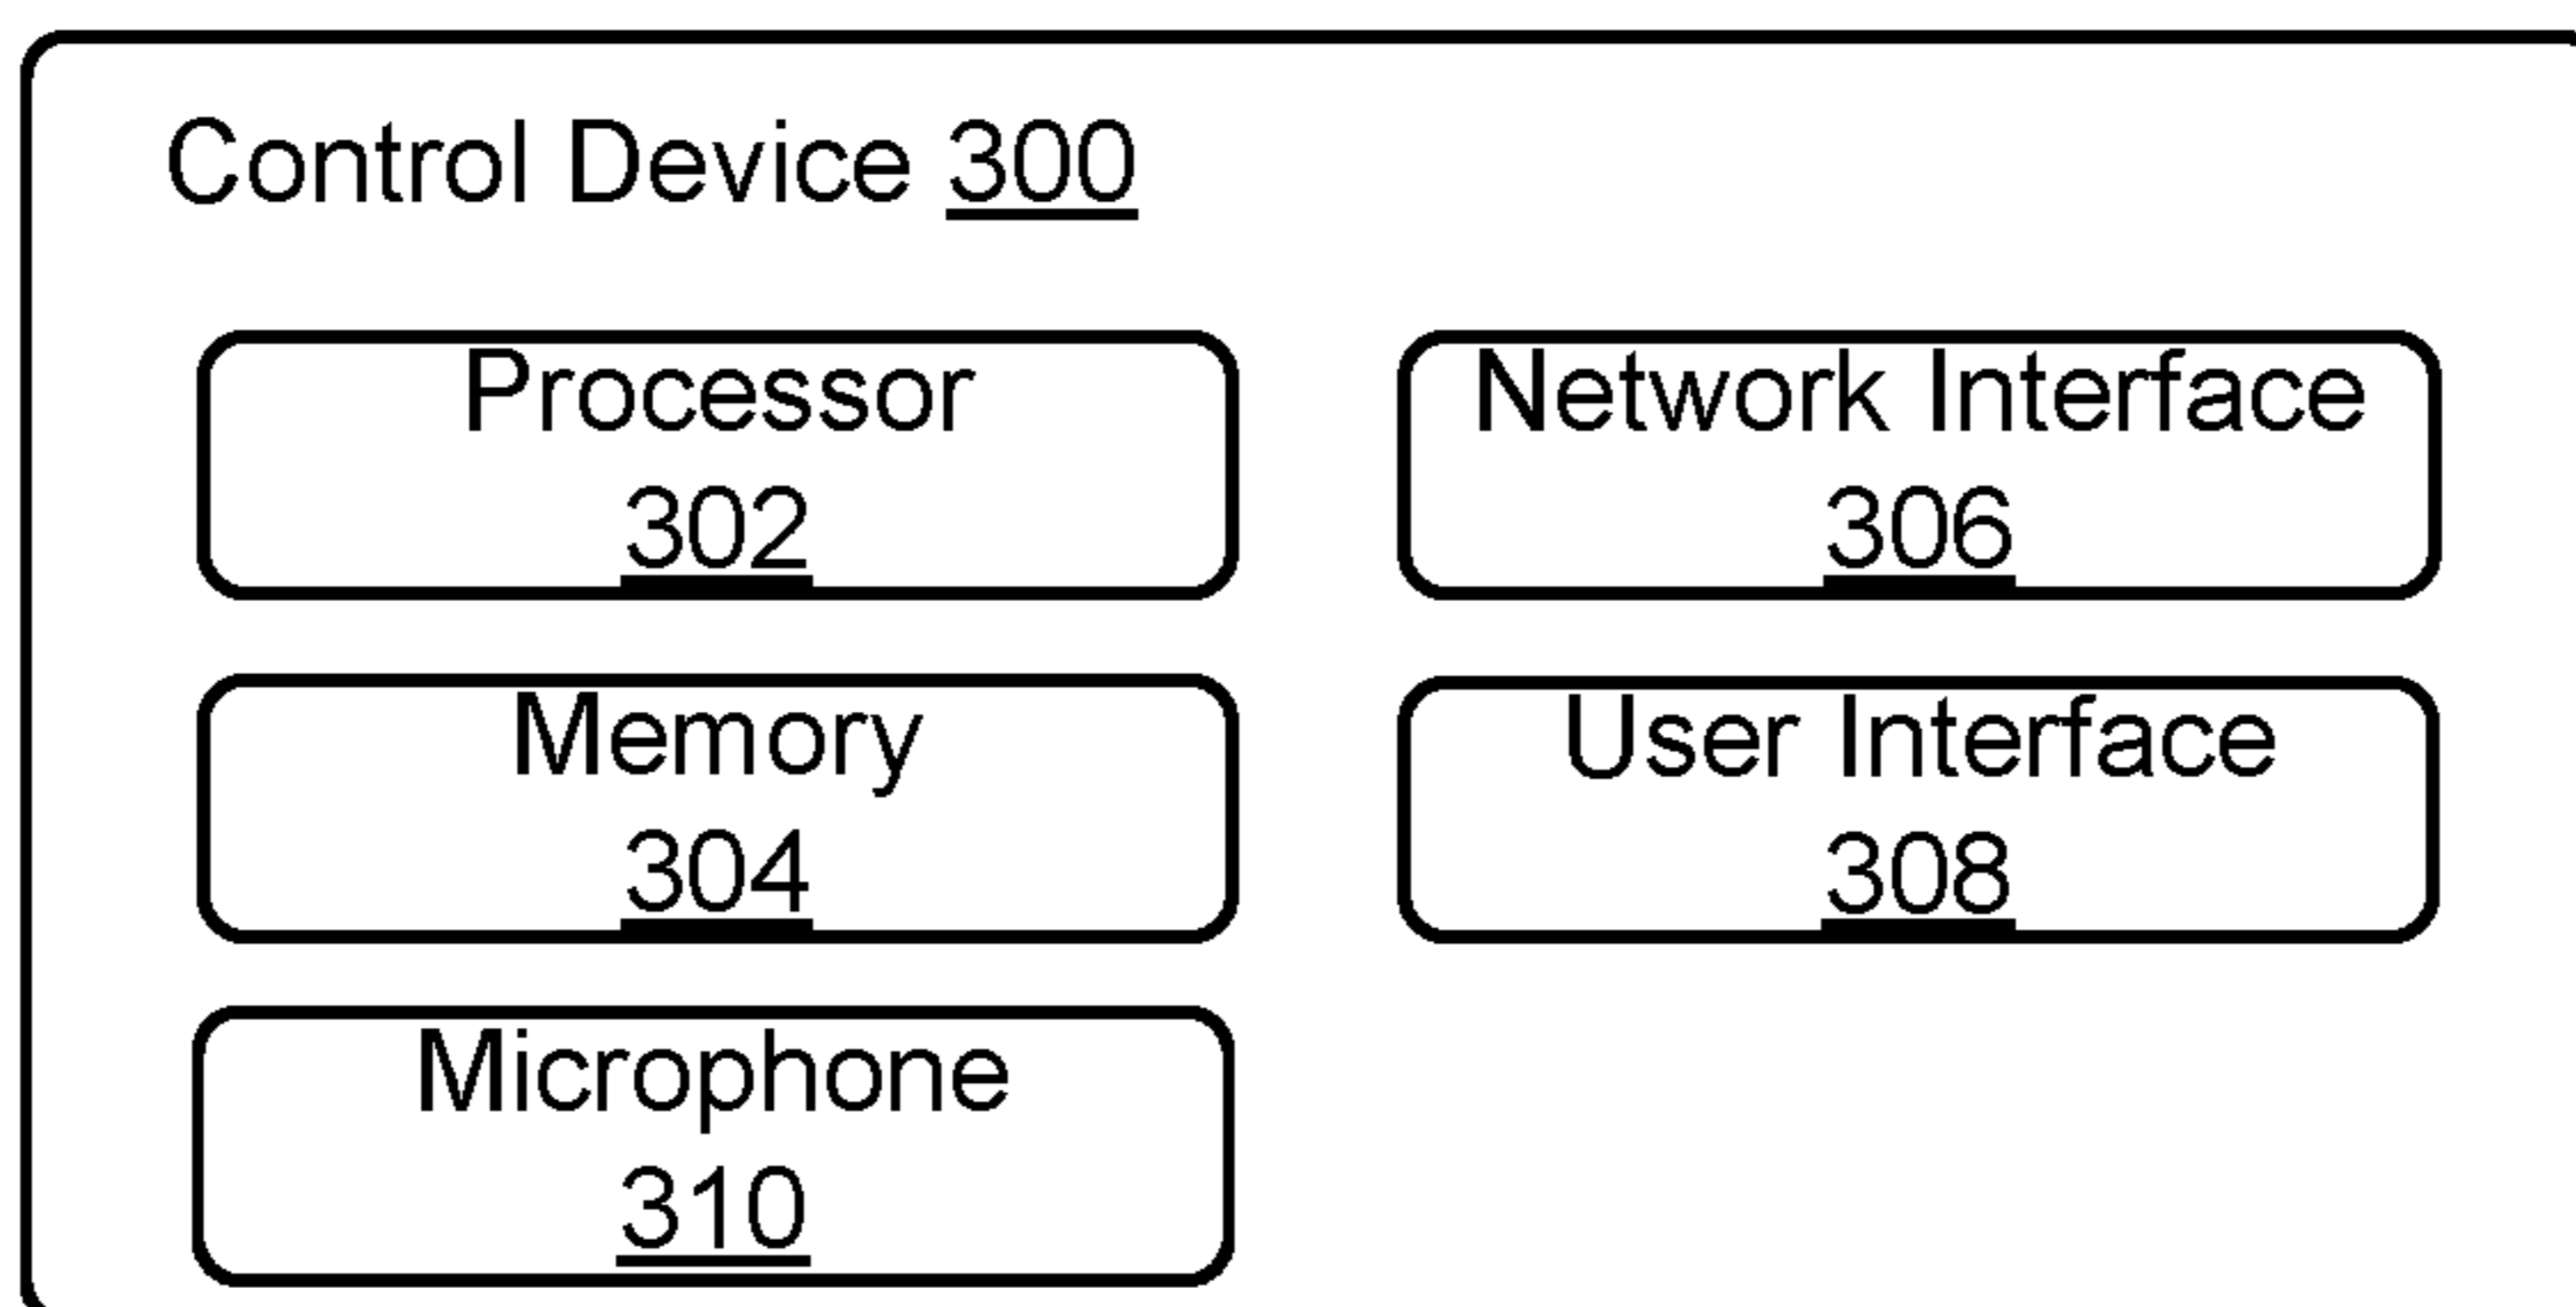 Control Device 300
Processor
302
Network Interface
306
Memory
304
User Interface
308
Microphone
310